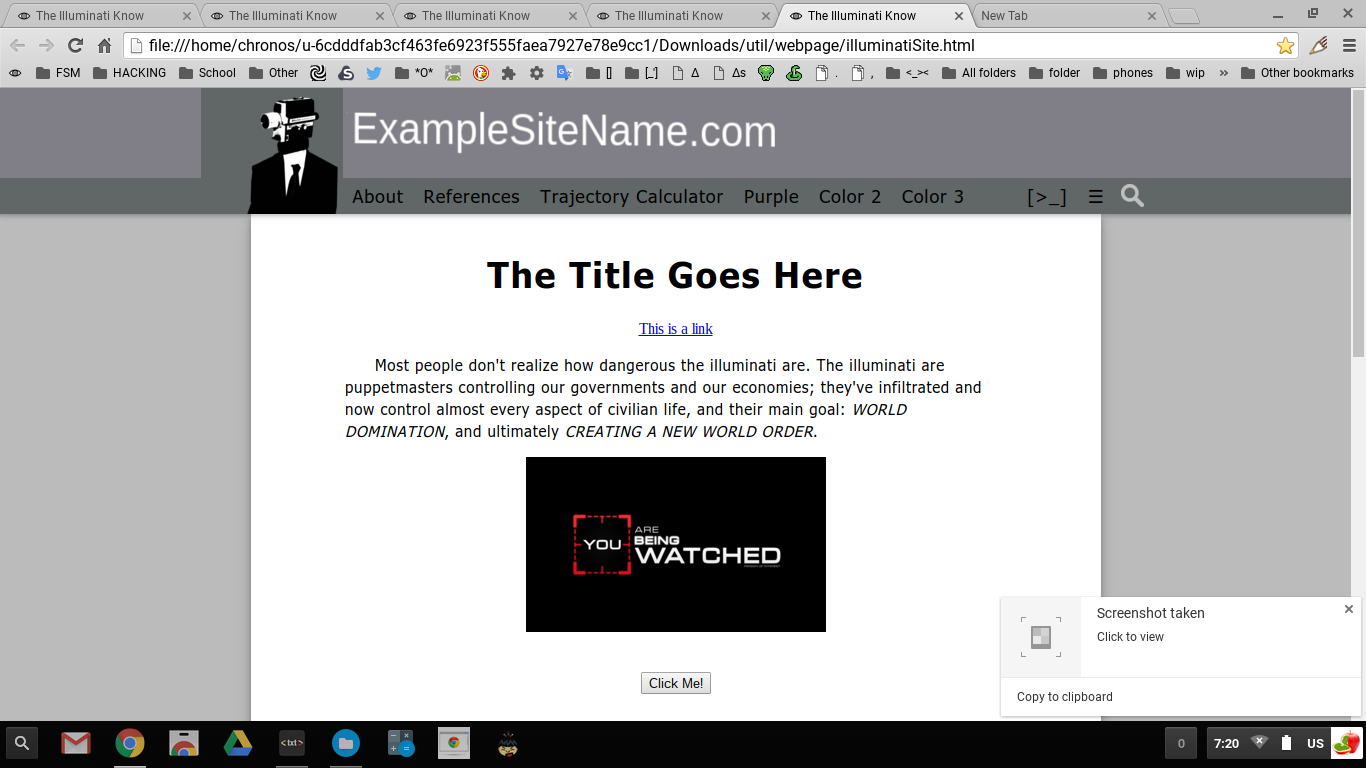 The Illuminati Know
The Illuminati Know
The Illuminati Know
The Illuminati Know
The Illuminati Know
New Tab
file:///home/chronos/u-6cdddfab3cf463fe6923f555faea7927e78e9cc1/Downloads/util/webpage/illuminatiSite.html
FSM HACKING School Other *O* [] [_] Δ Δs . , <_>< All folders folder phones wip » Other bookmarks
ExampleSiteName.com
About References Trajectory Calculator Purple Color 2 Color 3 [>_] ☰
The Title Goes Here
This is a link
Most people don't realize how dangerous the illuminati are. The illuminati are
puppetmasters controlling our governments and our economies; they've infiltrated and
now control almost every aspect of civilian life, and their main goal: WORLD
DOMINATION, and ultimately CREATING A NEW WORLD ORDER.
YOU
ARE
BEING
WATCHED
Click Me!
Screenshot taken
Click to view
Copy to clipboard
<txt>
0
7:20
US